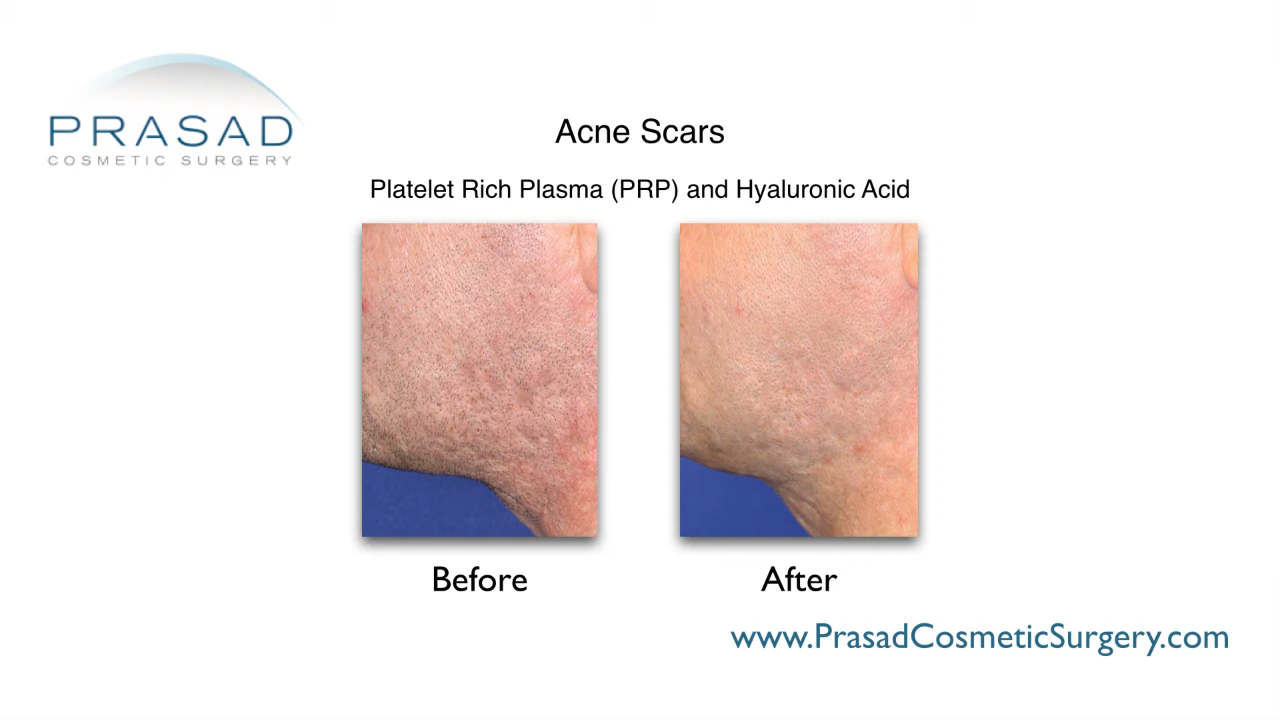 PRASAD
COSMETIC SURGERY
Acne Scars
Platelet Rich Plasma (PRP) and Hyaluronic Acid
Before
After
www.PrasadCosmeticSurgery.com